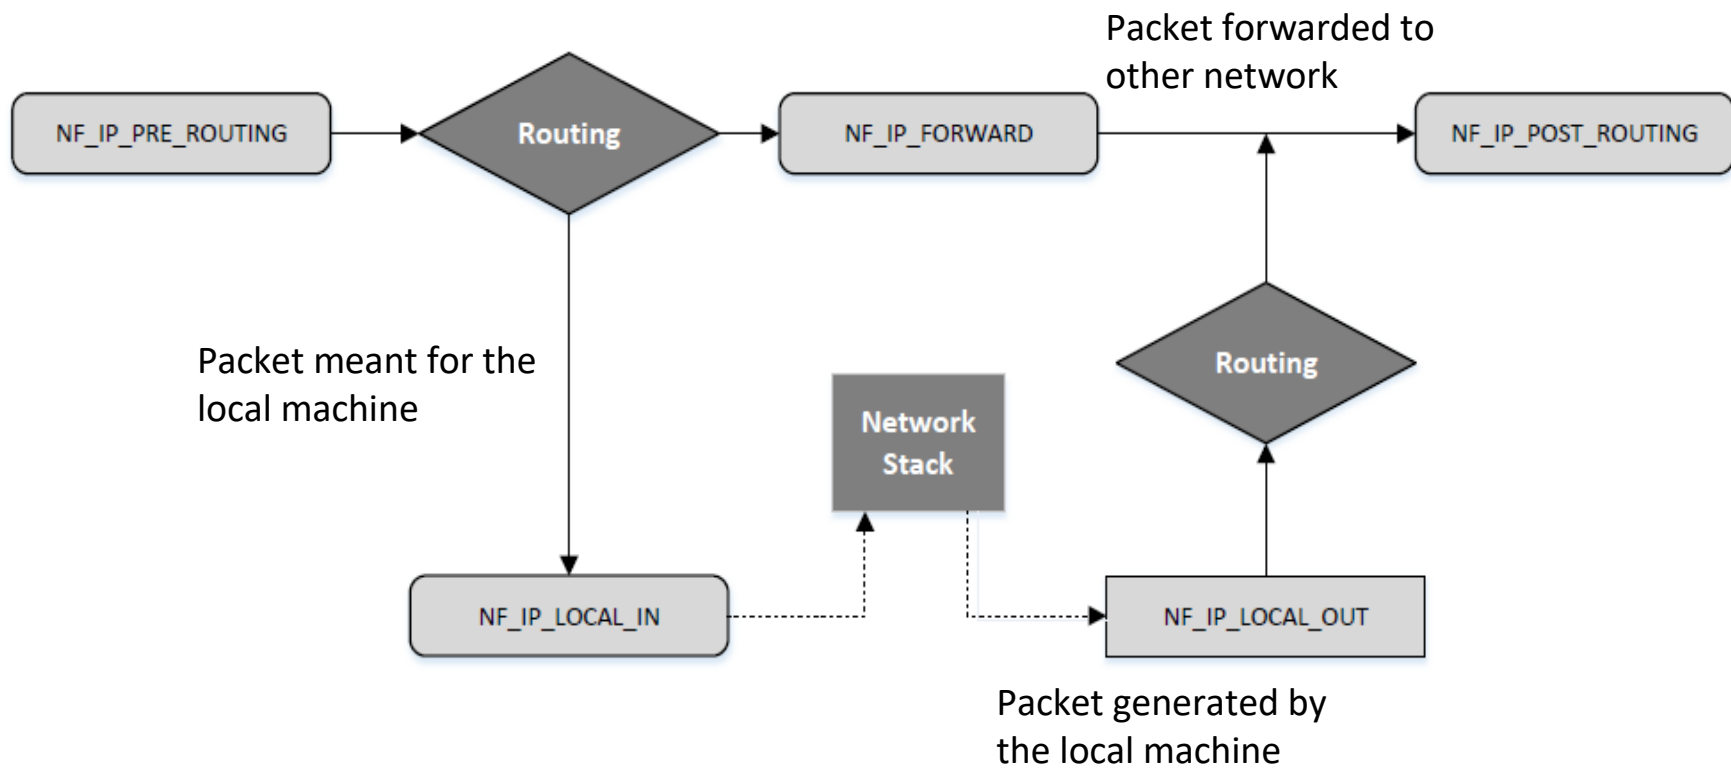 Packet forwarded to
other network
NF_IP_PRE_ROUTING
Routing
NF_IP_FORWARD
NF_IP_POST_ROUTING
Packet meant for the
local machine
Routing
Network
Stack
NF_IP_LOCAL_IN
NF_IP_LOCAL_OUT
Packet generated by
the local machine